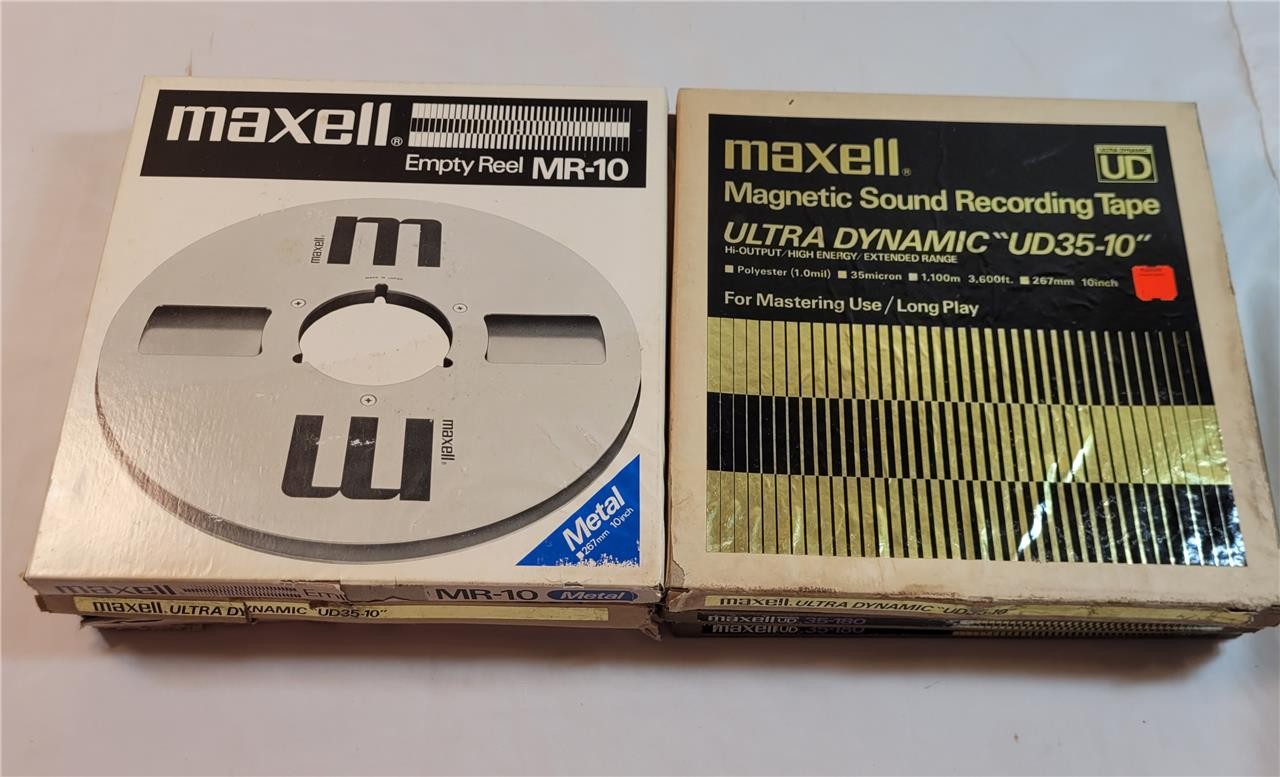 maxell®
Empty Reel MR-10
maxell.
m
MADE IN JAPAN
m
maxell®
Metal
■267mm 10inch
maxell
MR-10 Metal
maxell. ULTRA DYNAMIC "UD35-10"
maxell®
ULTRA DYNAMIC
UD
Magnetic Sound Recording Tape
ULTRA DYNAMIC "UD35-10"
Hi-OUTPUT/HIGH ENERGY/EXTENDED RANGE
■ Polyester (1.0mil) ■ 35micron ■ 1,100m 3,600ft. ■ 267mm 10inch
For Mastering Use/Long Play
maxell. ULTRA DYNAMIC "UD35-10"
maxell UD 35-180
maxell UD 35-180